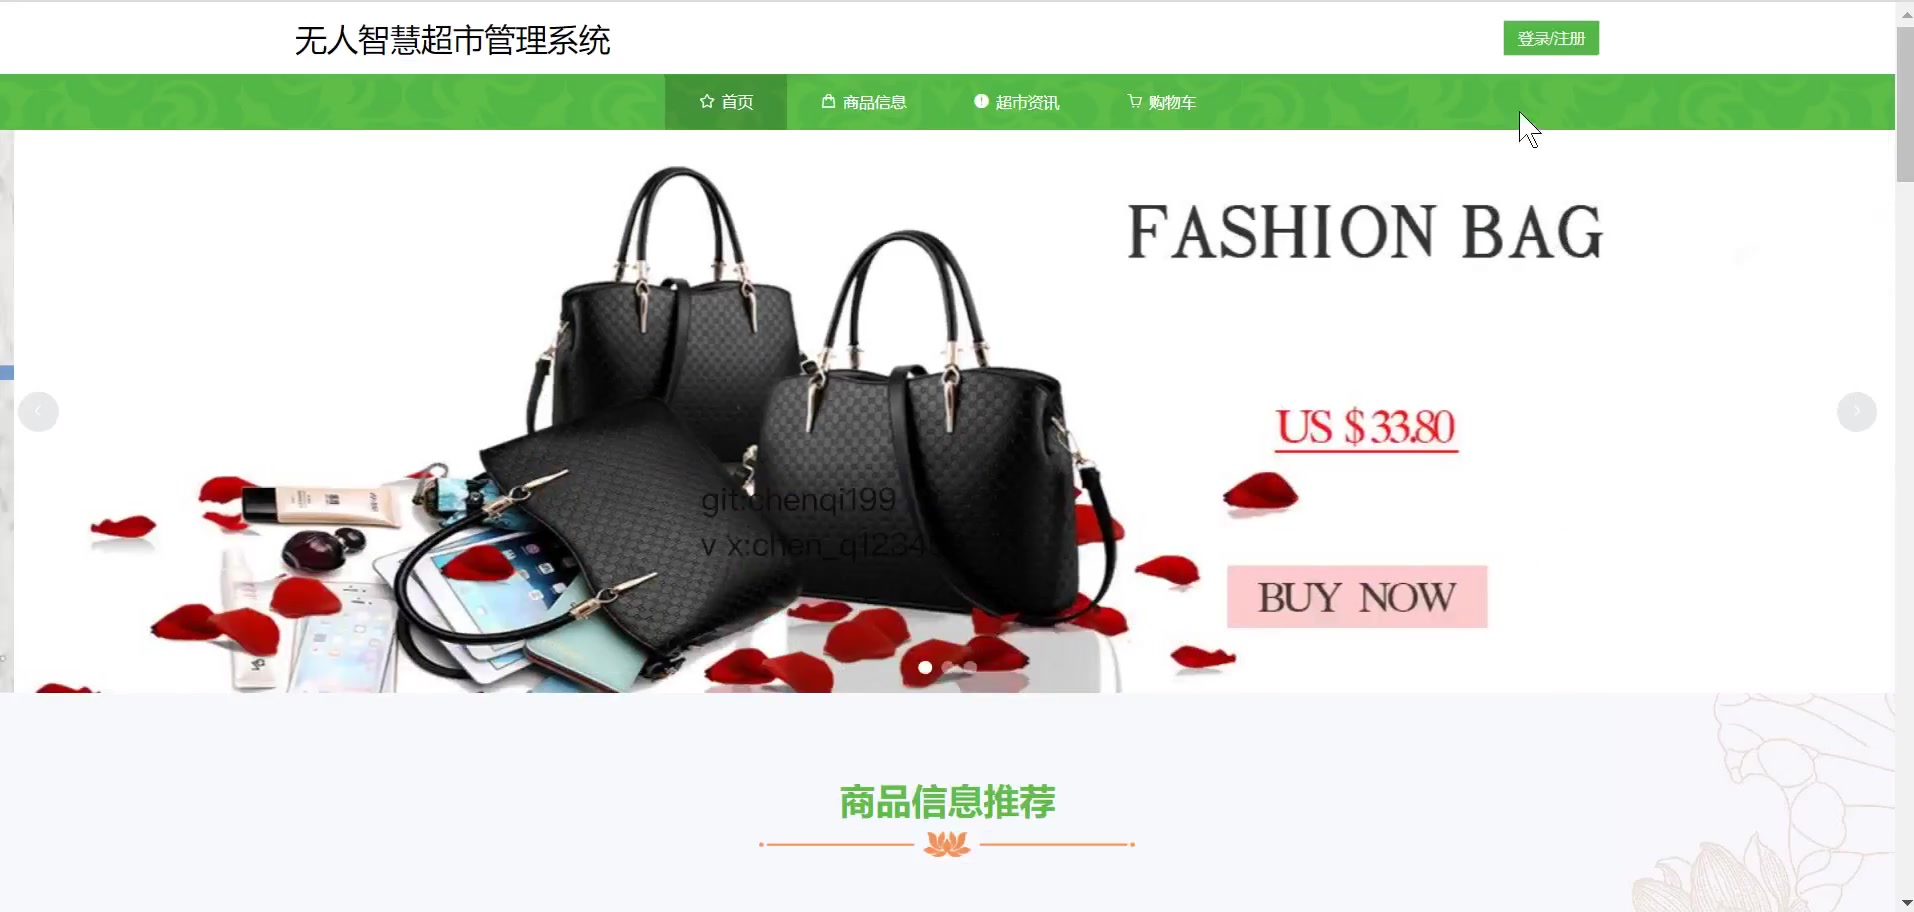 无人智慧超市管理系统
登录/注册
首页
商品信息
超市资讯
购物车
FASHION BAG
US $33.80
git:chenqi199
v x:chen_q12345
BUY NOW
商品信息推荐